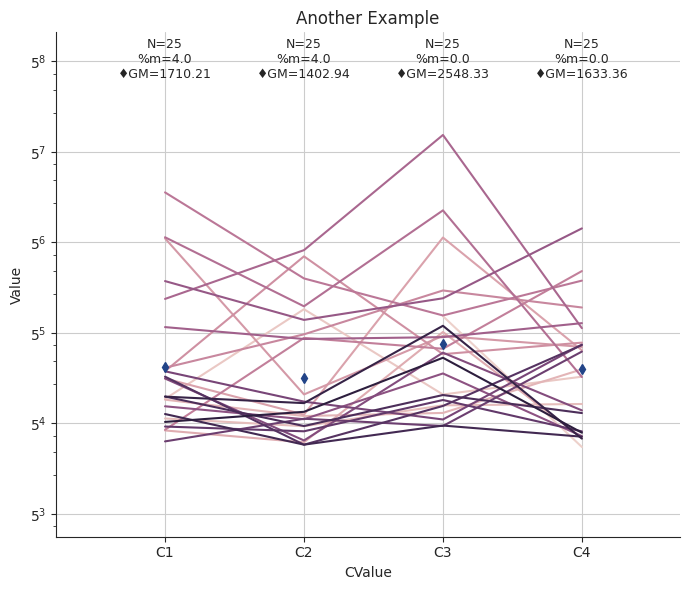 Another Example
N=25 N=25 N=25 N=25
%m=4.0 %m=4.0 %m=0.0 %m=0.0
♦GM=1710.21 ♦GM=1402.94 ♦GM=2548.33 ♦GM=1633.36
5⁸
5⁷
5⁶
5⁵
5⁴
5³
Value
C1 C2 C3 C4
CValue